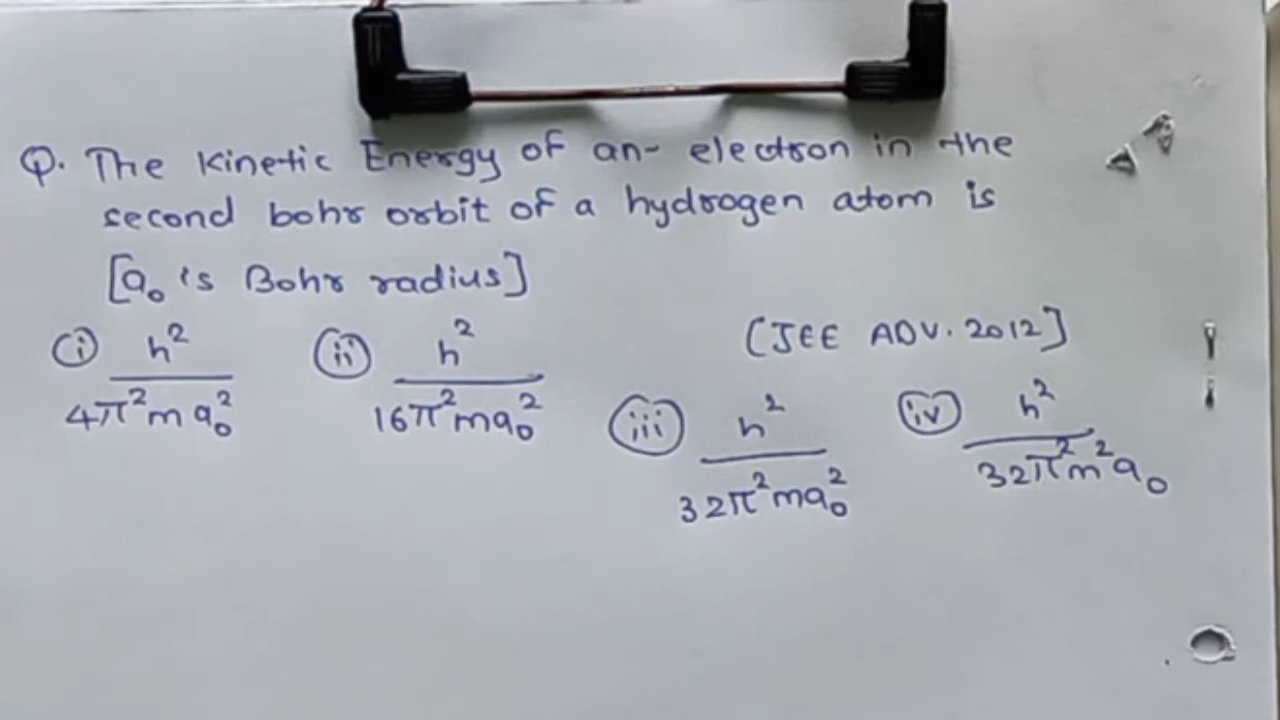 Q. The Kinetic Energy of an- electron in the
second bohr orbit of a hydrogen atom is
[a₀ is Bohr radius]
(i) h²/4π²ma₀² (ii) h²/16π²ma₀² [JEE ADV. 2012]
(iii) h²/32π²ma₀² (iv) h²/32π²m²a₀